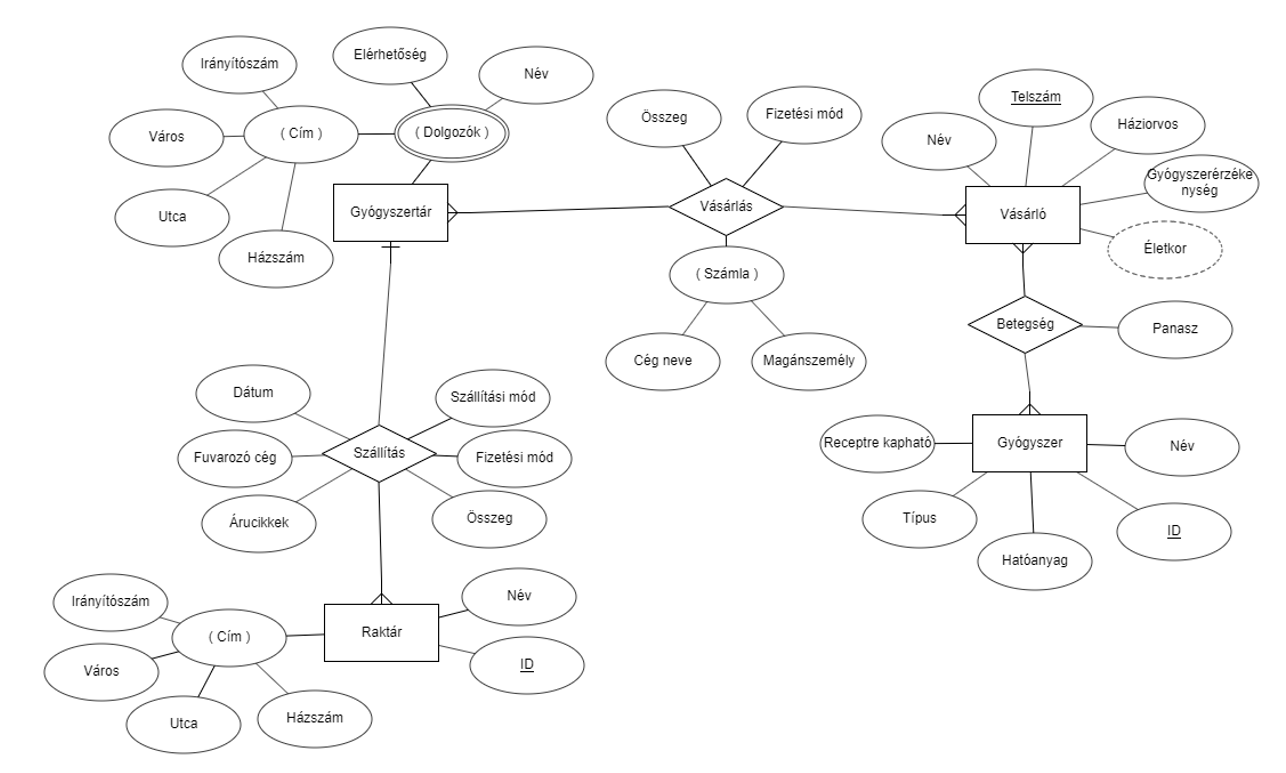 Irányítószám
Elérhetőség
Név
Város
( Cím )
( Dolgozók )
Utca
Házszám
Gyógyszertár
Összeg
Fizetési mód
Vásárlás
( Számla )
Cég neve
Magánszemély
Telszám
Név
Háziorvos
Gyógyszerérzéke
nység
Vásárló
Életkor
Betegség
Panasz
Receptre kapható
Gyógyszer
Név
Típus
Hatóanyag
ID
Dátum
Szállítási mód
Fuvarozó cég
Szállítás
Fizetési mód
Árucikkek
Összeg
Irányítószám
( Cím )
Raktár
Név
Város
ID
Utca
Házszám